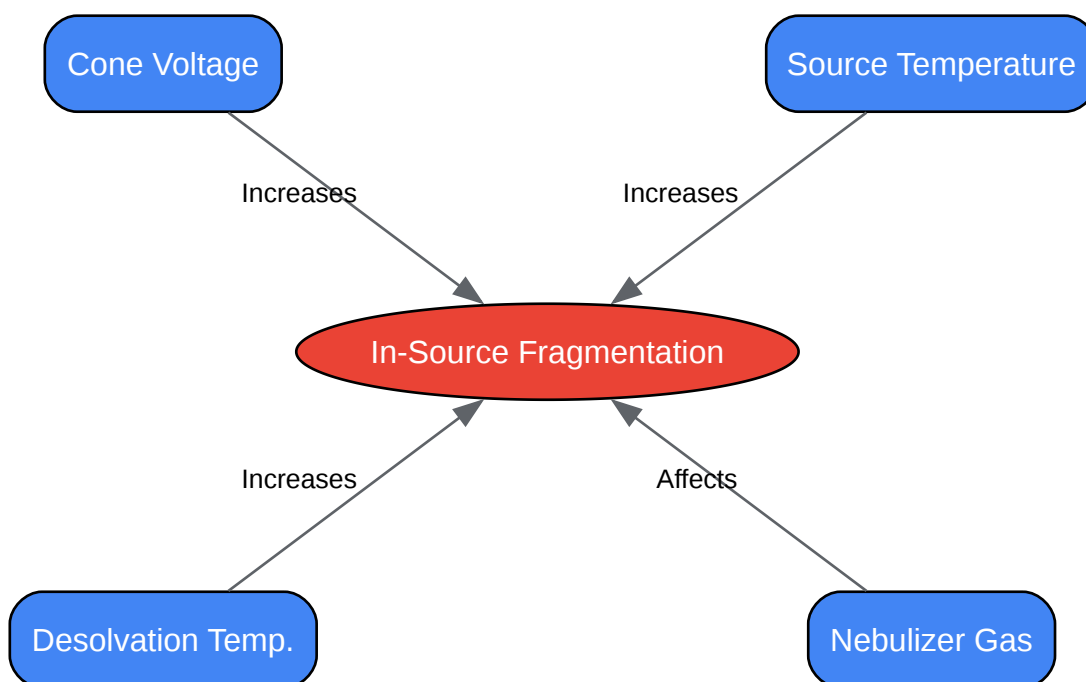 Cone Voltage
Source Temperature
Increases
Increases
In-Source Fragmentation
Increases
Affects
Desolvation Temp.
Nebulizer Gas